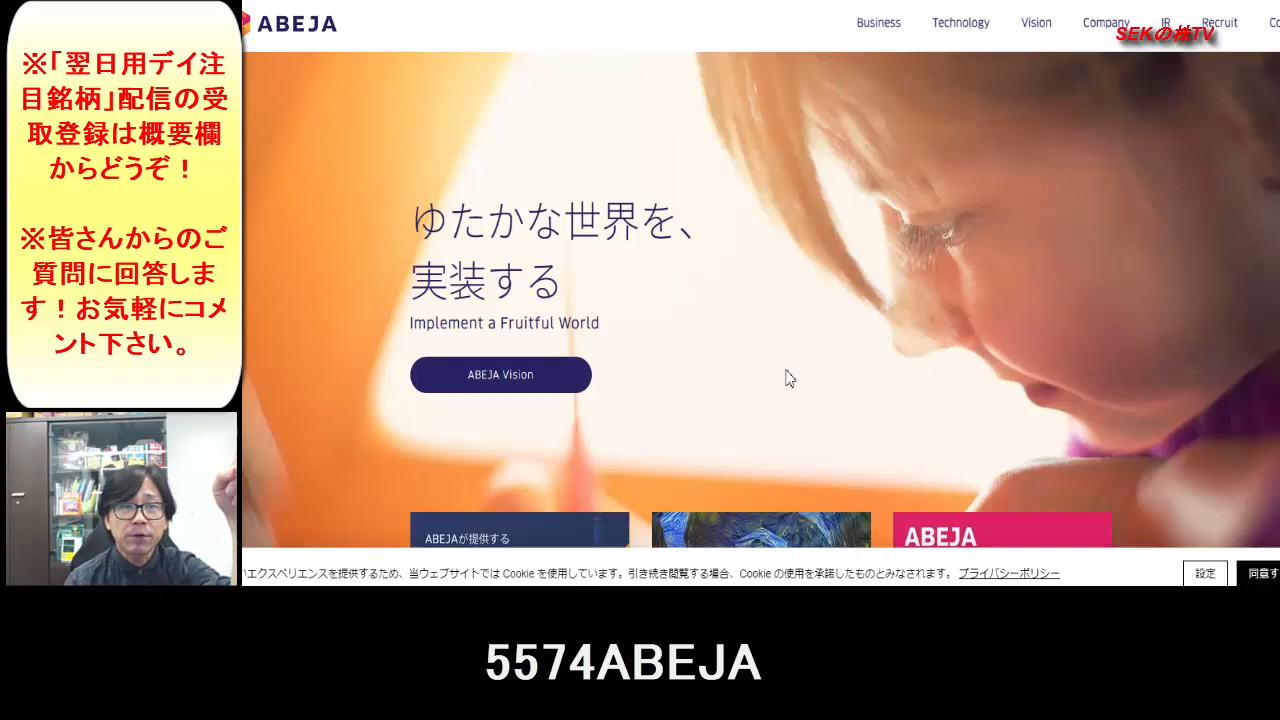 ※「翌日用デイ注
目銘柄」配信の受
取登録は概要欄
からどうぞ！
※皆さんからのご
質問に回答しま
す！お気軽にコメ
ント下さい。
ABEJA
Business Technology Vision Company IR Recruit Co
SEKの株TV
ゆたかな世界を、
実装する
Implement a Fruitful World
ABEJA Vision
ABEJAが提供する
ABEJA
いエクスペリエンスを提供するため、当ウェブサイトでは Cookie を使用しています。引き続き閲覧する場合、Cookie の使用を承諾したものとみなされます。 プライバシーポリシー
設定 同意す
5574ABEJA